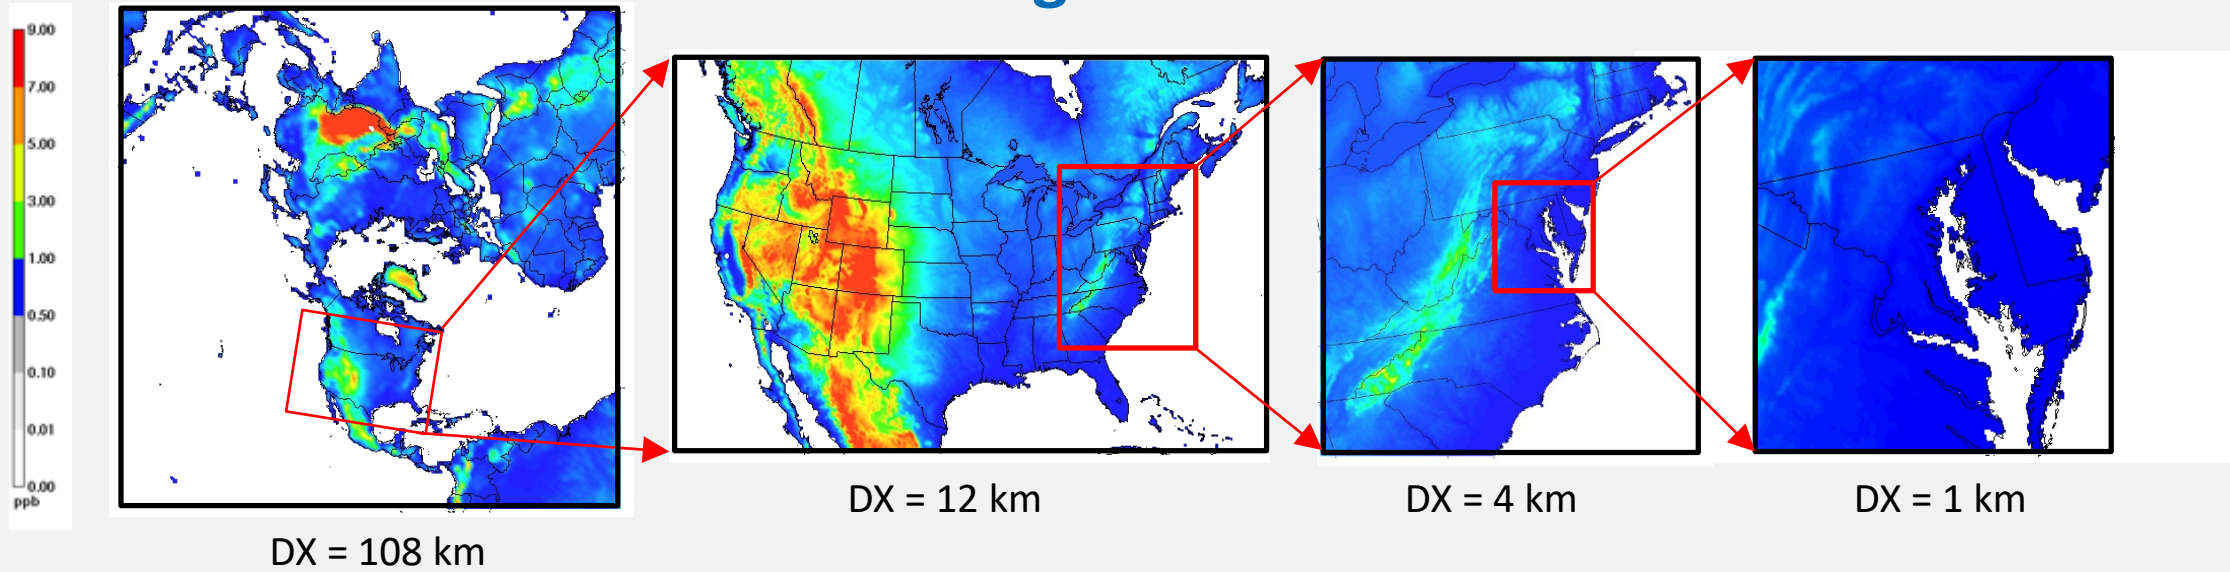 9.00
7.00
5.00
3.00
1.00
0.50
0.10
0.01
0.00
ppb
DX = 108 km
DX = 12 km
DX = 4 km
DX = 1 km